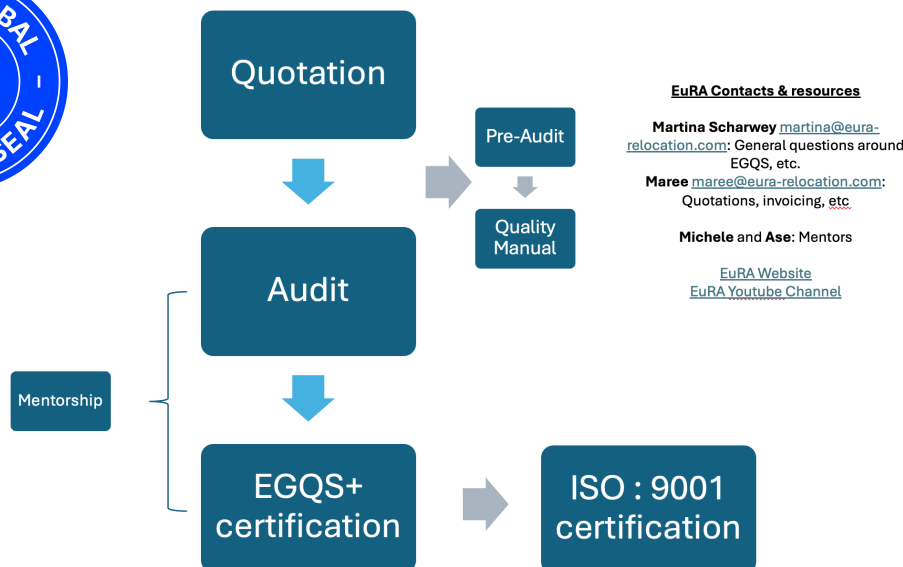 BAL -
SEAL
Quotation
Pre-Audit
Quality
Manual
EuRA Contacts & resources
Martina Scharwey martina@eura-
relocation.com: General questions around
EGQS, etc.
Maree maree@eura-relocation.com:
Quotations, invoicing, etc
Michele and Ase: Mentors
EuRA Website
EuRA Youtube Channel
Audit
Mentorship
EGQS+
certification
ISO : 9001
certification